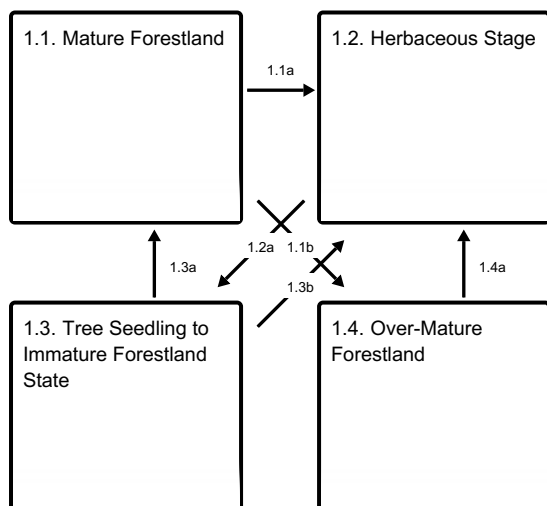 1.1. Mature Forestland
1.2. Herbaceous Stage
1.1a
1.2a
1.1b
1.3a
1.3b
1.4a
1.3. Tree Seedling to
Immature Forestland
State
1.4. Over-Mature
Forestland